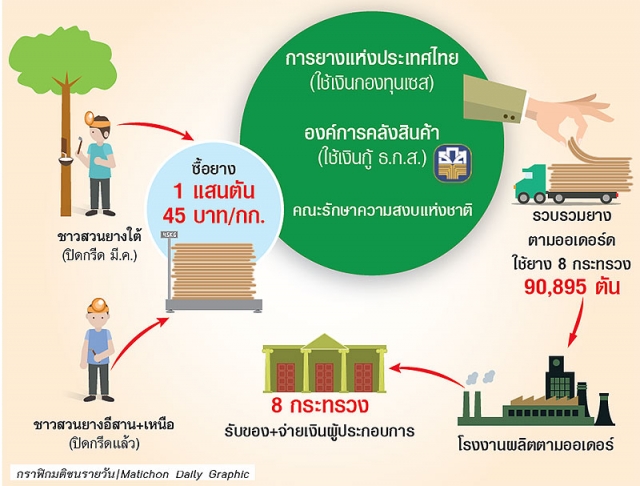 การยางแห่งประเทศไทย
(ใช้เงินกองทุนเซส)
องค์การคลังสินค้า
(ใช้เงินกู้ ธ.ก.ส.)
คณะรักษาความสงบแห่งชาติ
ซื้อยาง
1 แสนตัน
45 บาท/กก.
ชาวสวนยางใต้
(ปิดกรีด มี.ค.)
ชาวสวนยางอีสาน+เหนือ
(ปิดกรีดแล้ว)
รวบรวมยาง
ตามออเดอร์ด
ใช้ยาง 8 กระทรวง
90,895 ตัน
โรงงานผลิตตามออเดอร์
8 กระทรวง
รับของ+จ่ายเงินผู้ประกอบการ
กราฟิกมติชนรายวัน|Matichon Daily Graphic